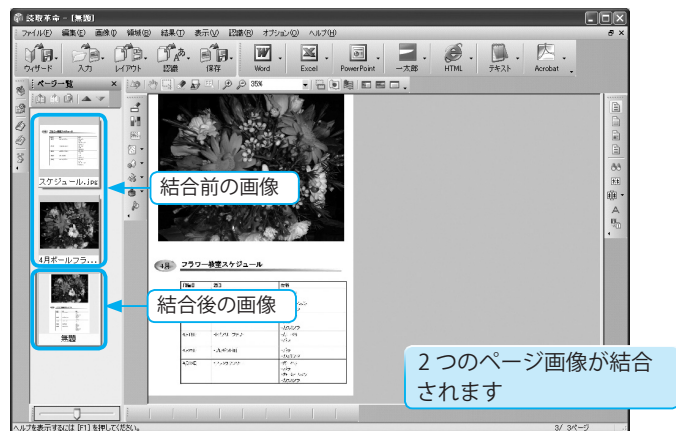 読取革命 - [無題]
ファイル(F) 編集(E) 画像(I) 領域(B) 結果(T) 表示(V) 認識(R) オプション(O) ヘルプ(H)
ウィザード 入力 レイアウト 認識 保存 Word Excel PowerPoint 一太郎 HTML テキスト Acrobat
ページ一覧
35%
スケジュール.jpg
結合前の画像
4月ボールフラ...
4月 フラワー教室スケジュール
結合後の画像
無題
2つのページ画像が結合
されます
ヘルプを表示するには [F1] を押してください。
3/ 3ページ